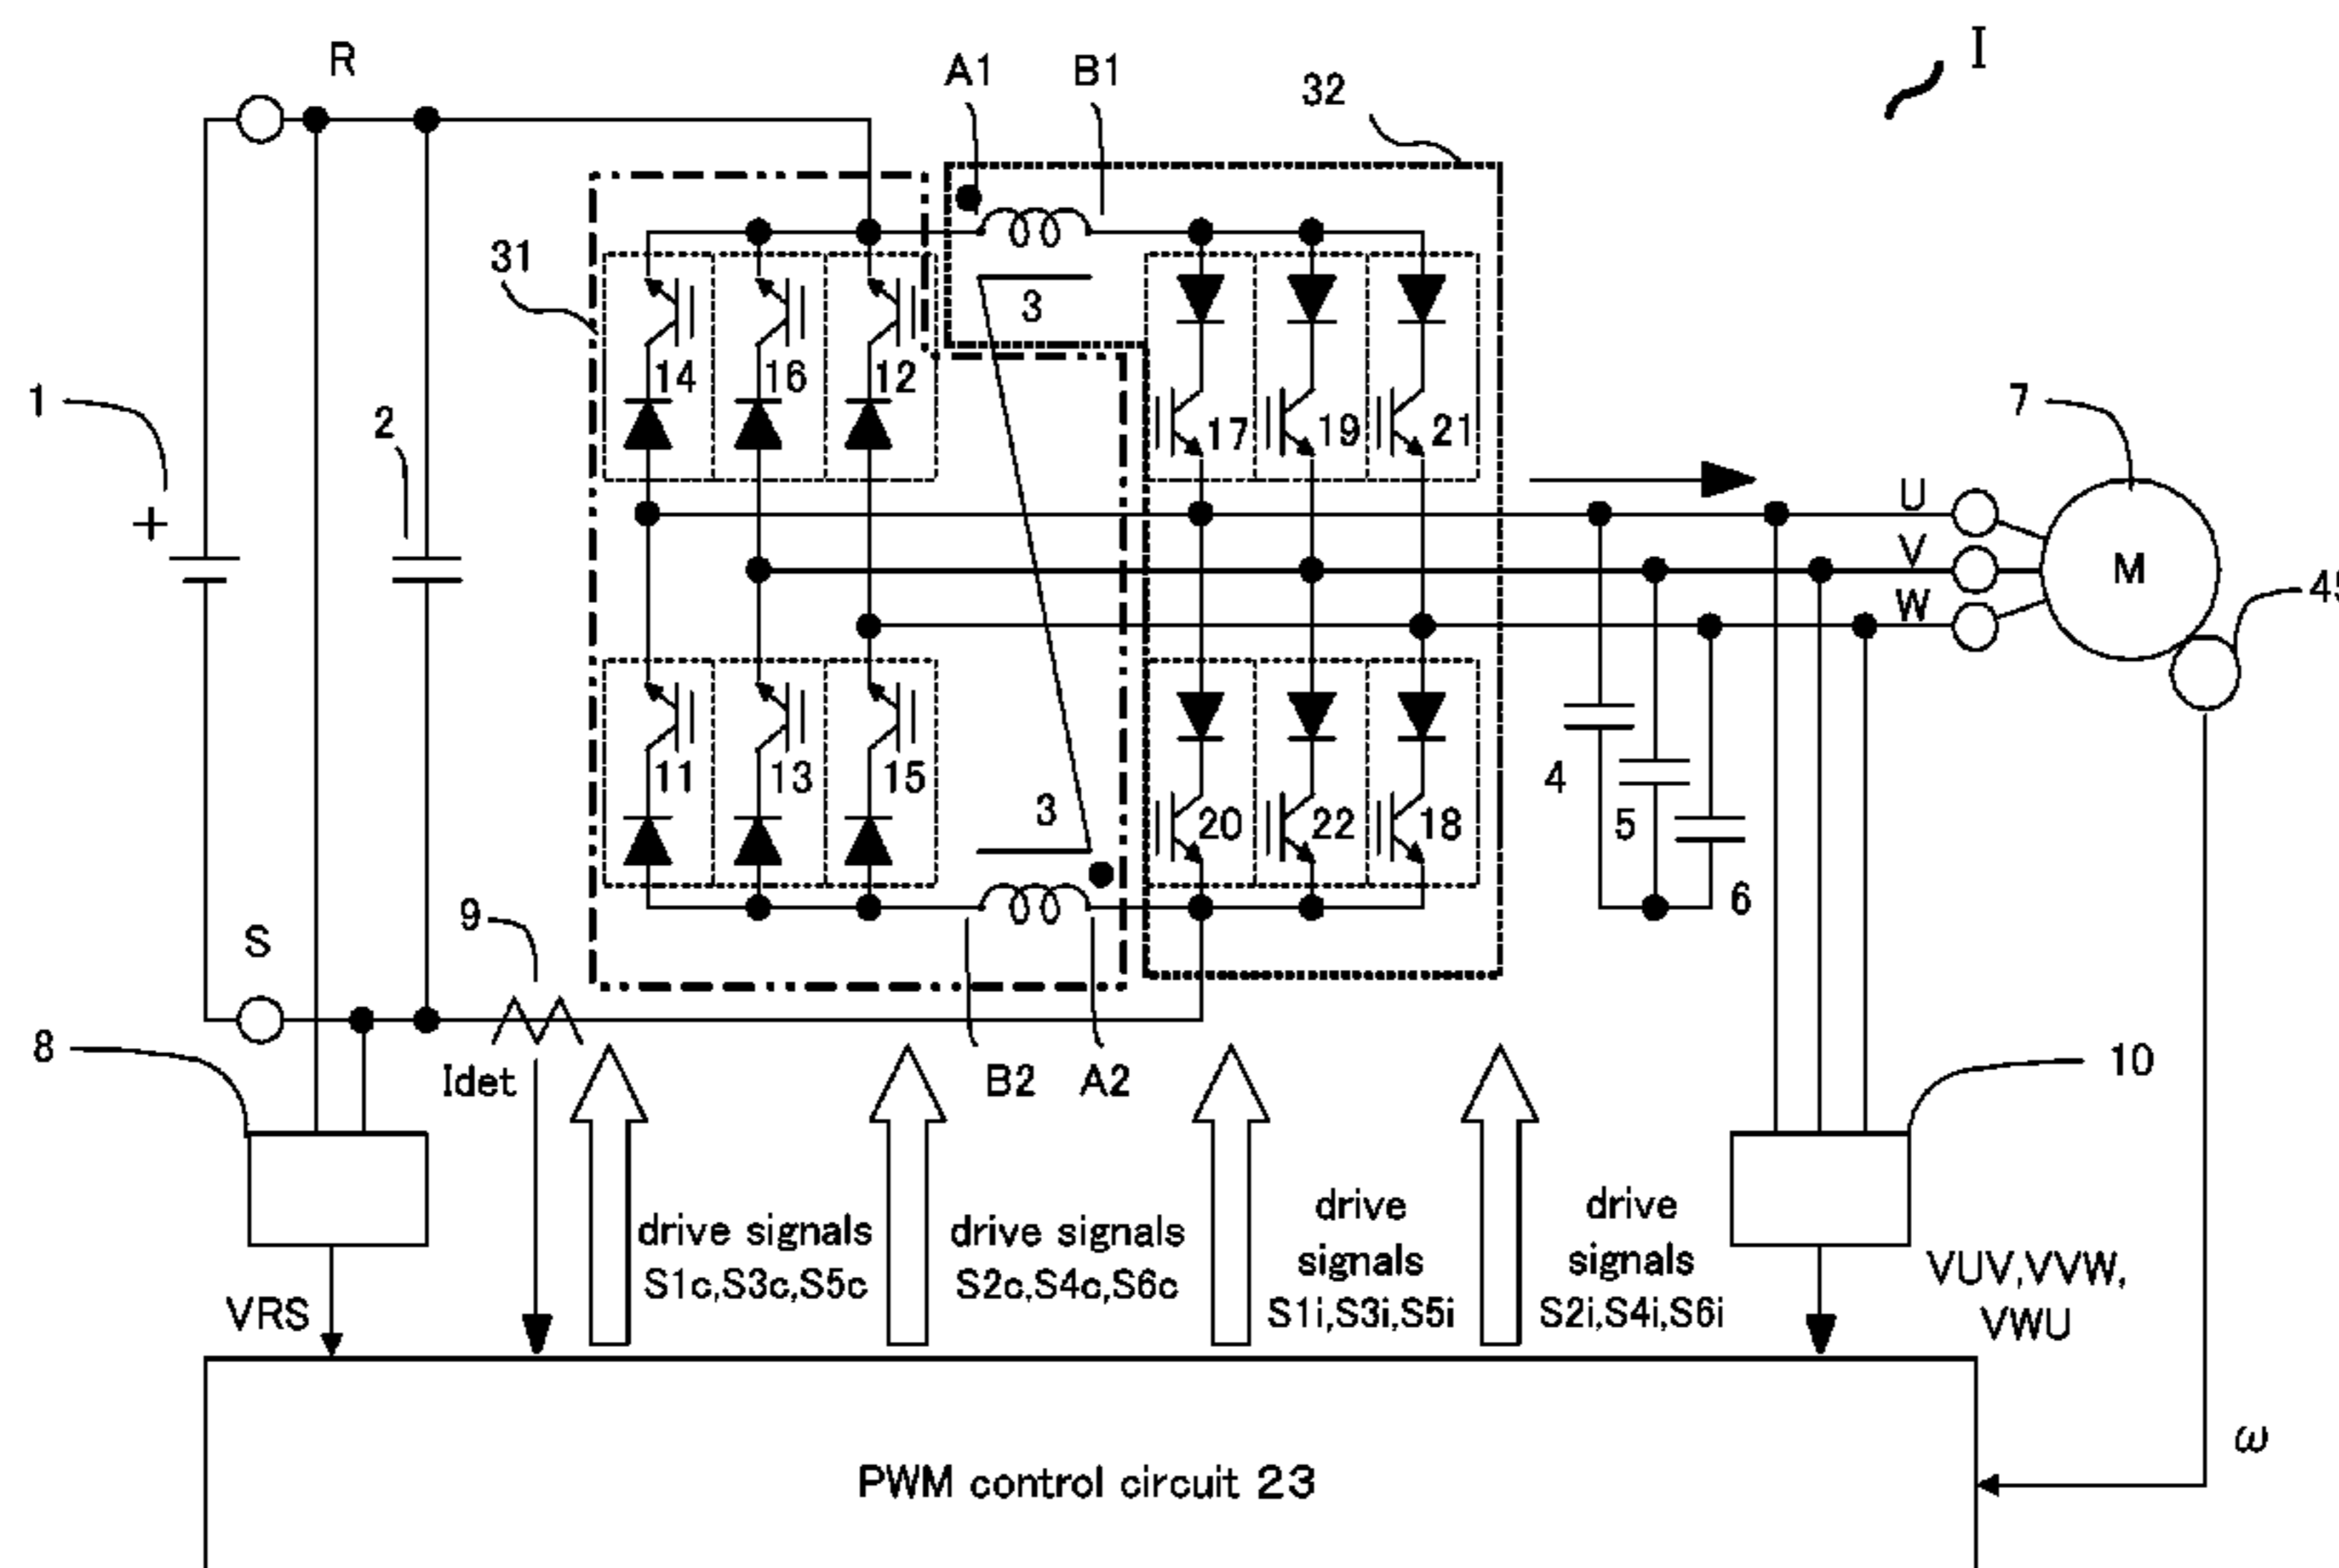 R
A1
B1
32
I
31
3
14
16
12
1
2
17
19
21
7
+
U
V
W
M
11
13
15
3
20
22
18
4
5
6
9
S
8
Idet
B2
A2
10
drive signals
S1c,S3c,S5c
drive signals
S2c,S4c,S6c
drive
signals
S1i,S3i,S5i
drive
signals
S2i,S4i,S6i
VUV,VVW,
VWU
VRS
ω
PWM control circuit 23